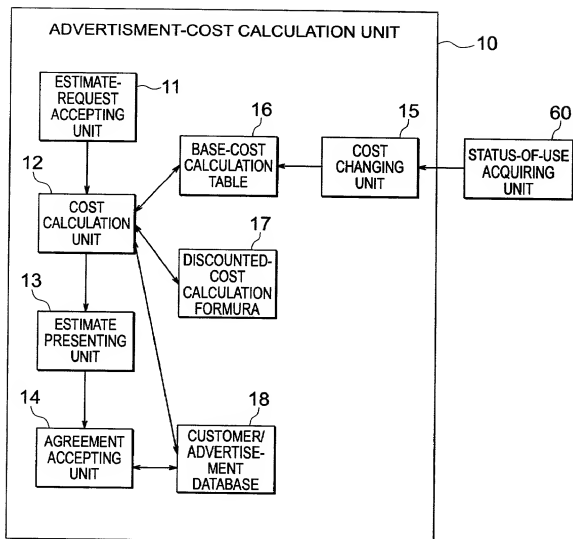 ADVERTISMENT-COST CALCULATION UNIT
10
11
ESTIMATE-
REQUEST
ACCEPTING
UNIT
16
BASE-COST
CALCULATION
TABLE
15
COST
CHANGING
UNIT
60
STATUS-OF-USE
ACQUIRING
UNIT
12
COST
CALCULATION
UNIT
17
DISCOUNTED-
COST
CALCULATION
FORMURA
13
ESTIMATE
PRESENTING
UNIT
14
AGREEMENT
ACCEPTING
UNIT
18
CUSTOMER/
ADVERTISE-
MENT
DATABASE